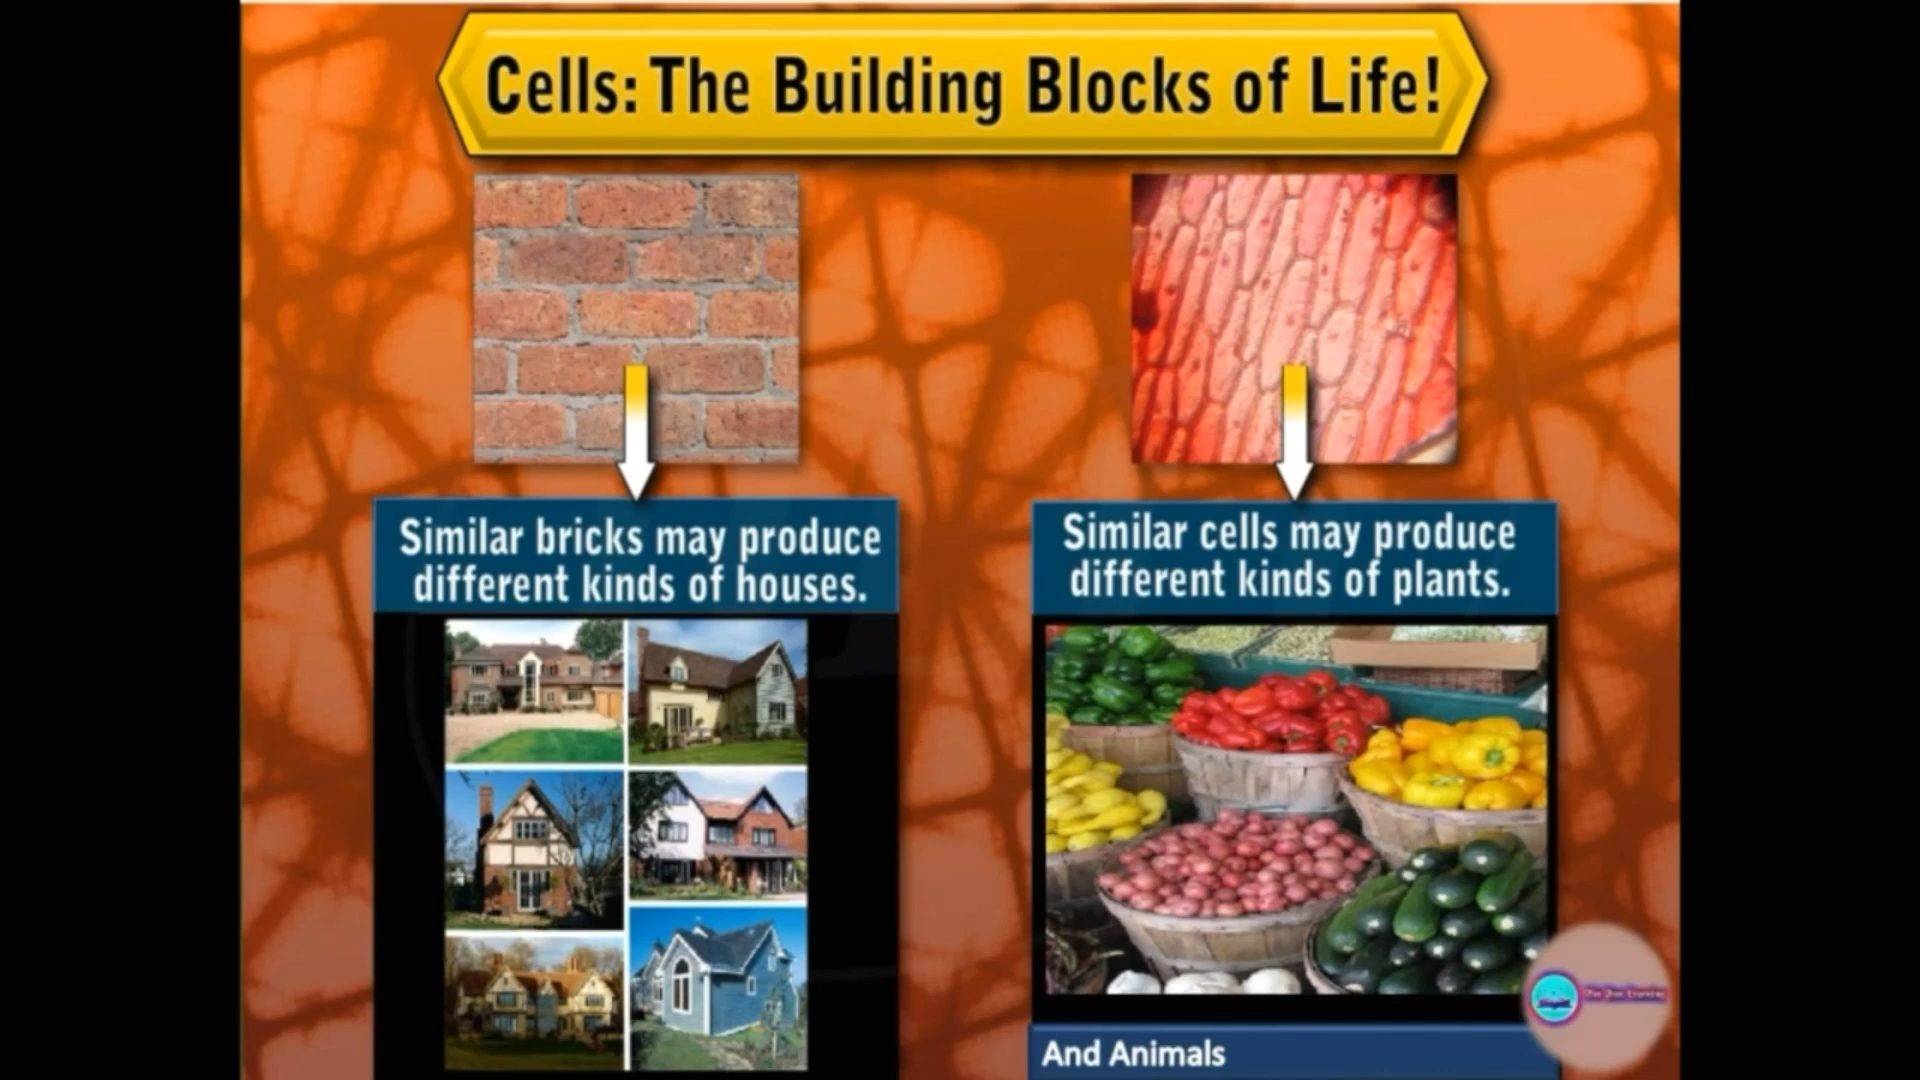 Cells: The Building Blocks of Life!
Similar bricks may produce
different kinds of houses.
Similar cells may produce
different kinds of plants.
And Animals